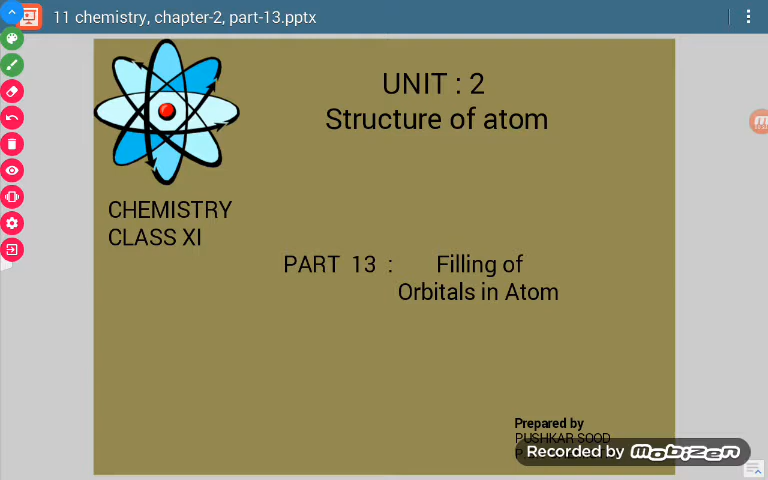 11 chemistry, chapter-2, part-13.pptx
UNIT : 2
Structure of atom
CHEMISTRY
CLASS XI
PART 13 : Filling of
Orbitals in Atom
Prepared by
PUSHKAR SOOD
Recorded by mobizen